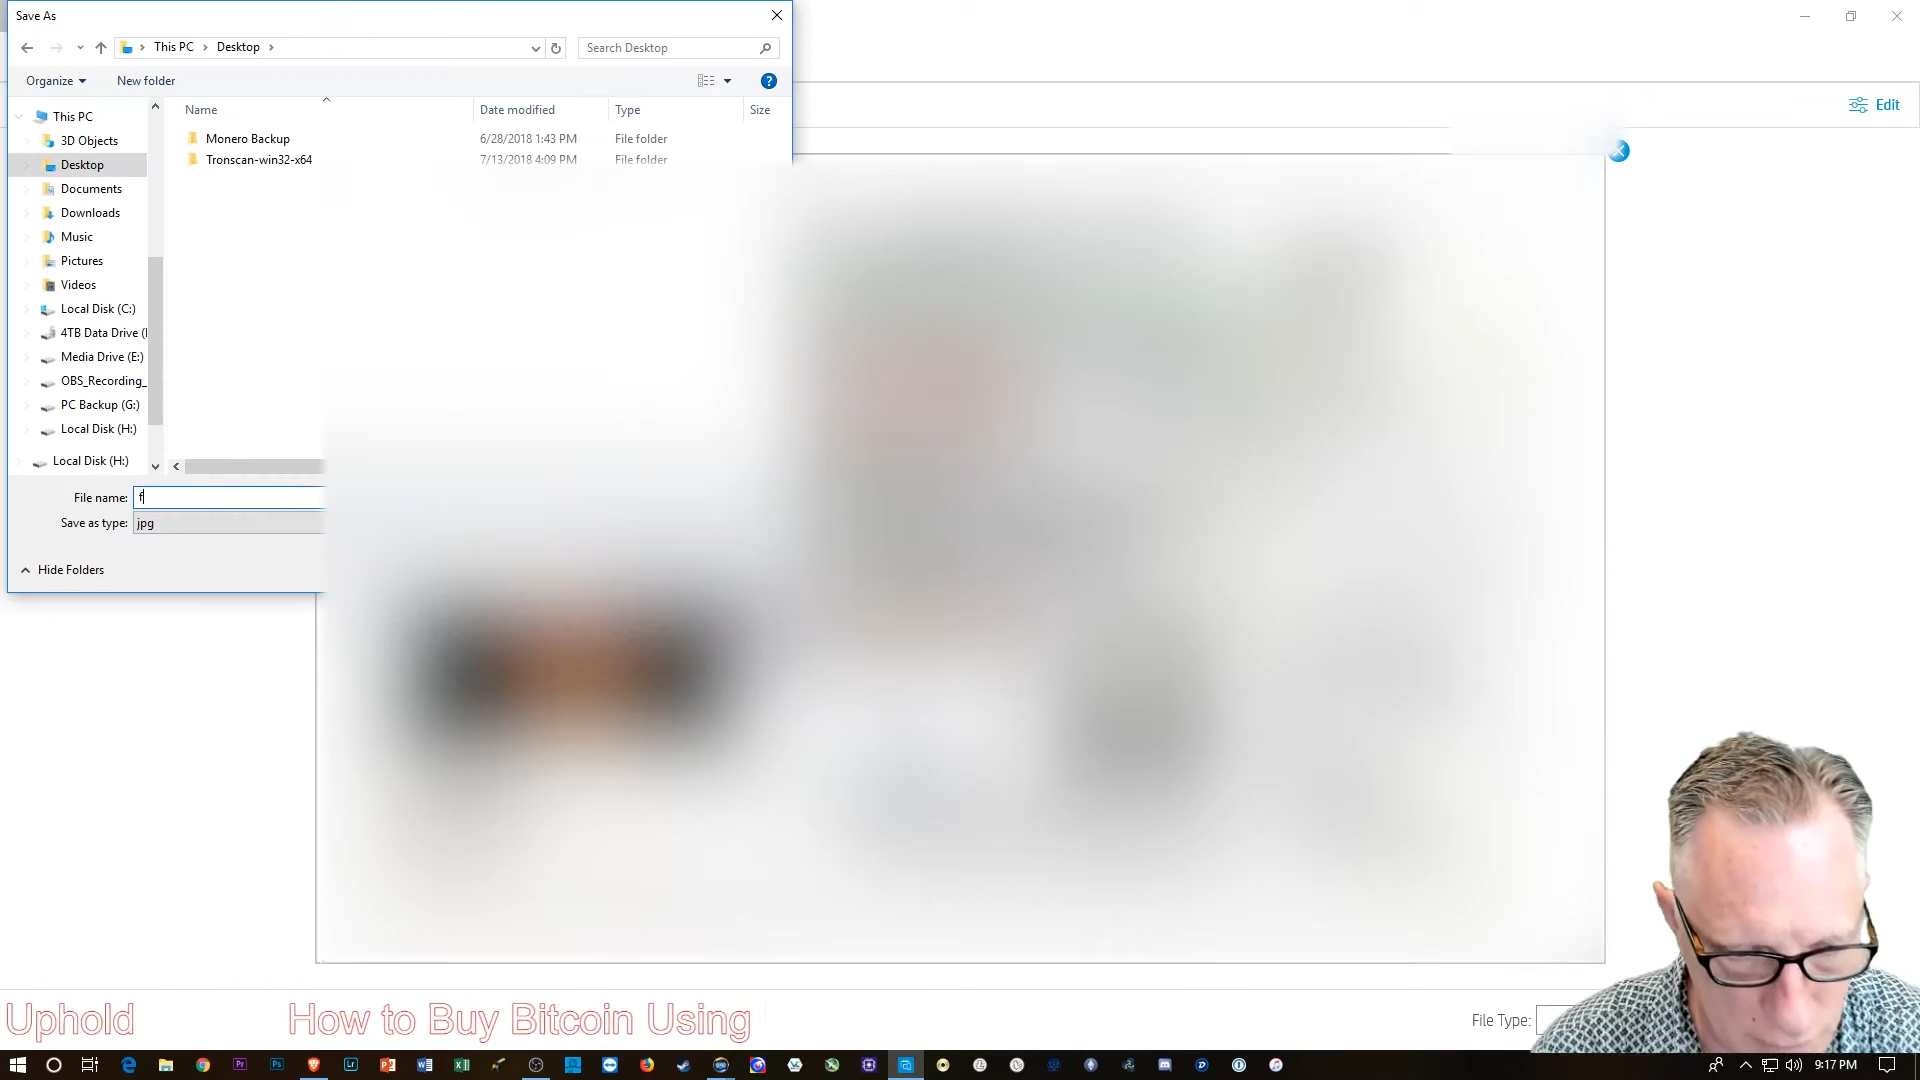 Save As
This PC
Desktop
Search Desktop
Organize
New folder
Name
Date modified
Type
Size
This PC
3D Objects
Desktop
Documents
Downloads
Music
Pictures
Videos
Local Disk (C:)
4TB Data Drive (
Media Drive (E:)
OBS_Recording_
PC Backup (G:)
Local Disk (H:)
Local Disk (H:)
Monero Backup
6/28/2018 1:43 PM
File folder
Tronscan-win32-x64
7/13/2018 4:09 PM
File folder
File name:
f
Save as type:
jpg
Hide Folders
Edit
Uphold
How to Buy Bitcoin Using
File Type:
9:17 PM